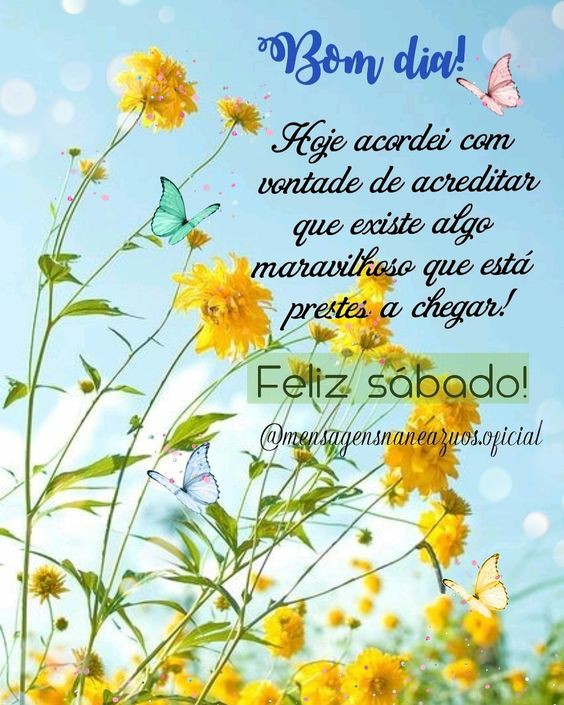 Bom dia!
Hoje acordei com
vontade de acreditar
que existe algo
maravilhoso que está
prestes a chegar!
Feliz sábado!
@mensagensnaneazuos.oficial